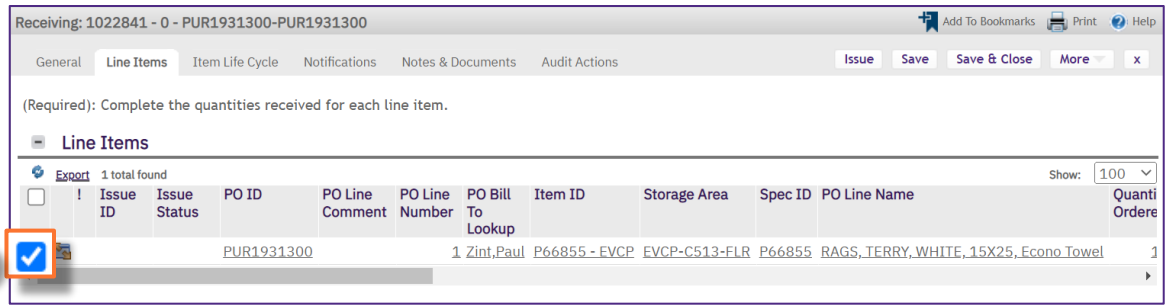 Receiving: 1022841 - 0 - PUR1931300-PUR1931300 Add To Bookmarks Print Help
General Line Items Item Life Cycle Notifications Notes & Documents Audit Actions Issue Save Save & Close More x
(Required): Complete the quantities received for each line item.
Line Items
Export 1 total found Show: 100
! Issue ID Issue Status PO ID PO Line Comment PO Line Number PO Bill To Lookup Item ID Storage Area Spec ID PO Line Name Quanti Ordere
PUR1931300 1 Zint,Paul P66855 - EVCP EVCP-C513-FLR P66855 RAGS, TERRY, WHITE, 15X25, Econo Towel 1